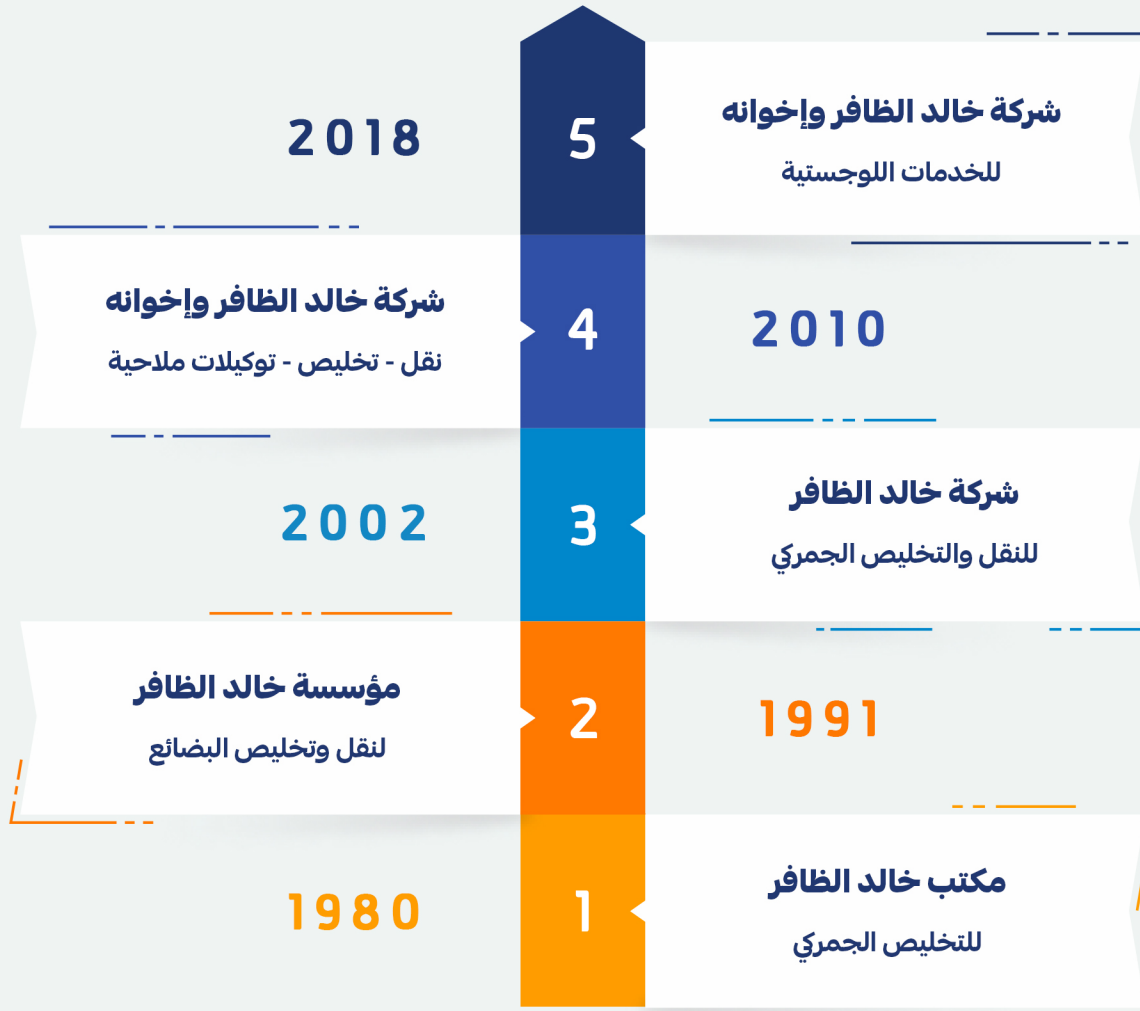 2018
5
شركة خالد الظافر وإخوانه
للخدمات اللوجستية
شركة خالد الظافر وإخوانه
نقل - تخليص - توكيلات ملاحية
4
2010
2002
3
شركة خالد الظافر
للنقل والتخليص الجمركي
مؤسسة خالد الظافر
لنقل وتخليص البضائع
2
1991
1980
1
مكتب خالد الظافر
للتخليص الجمركي